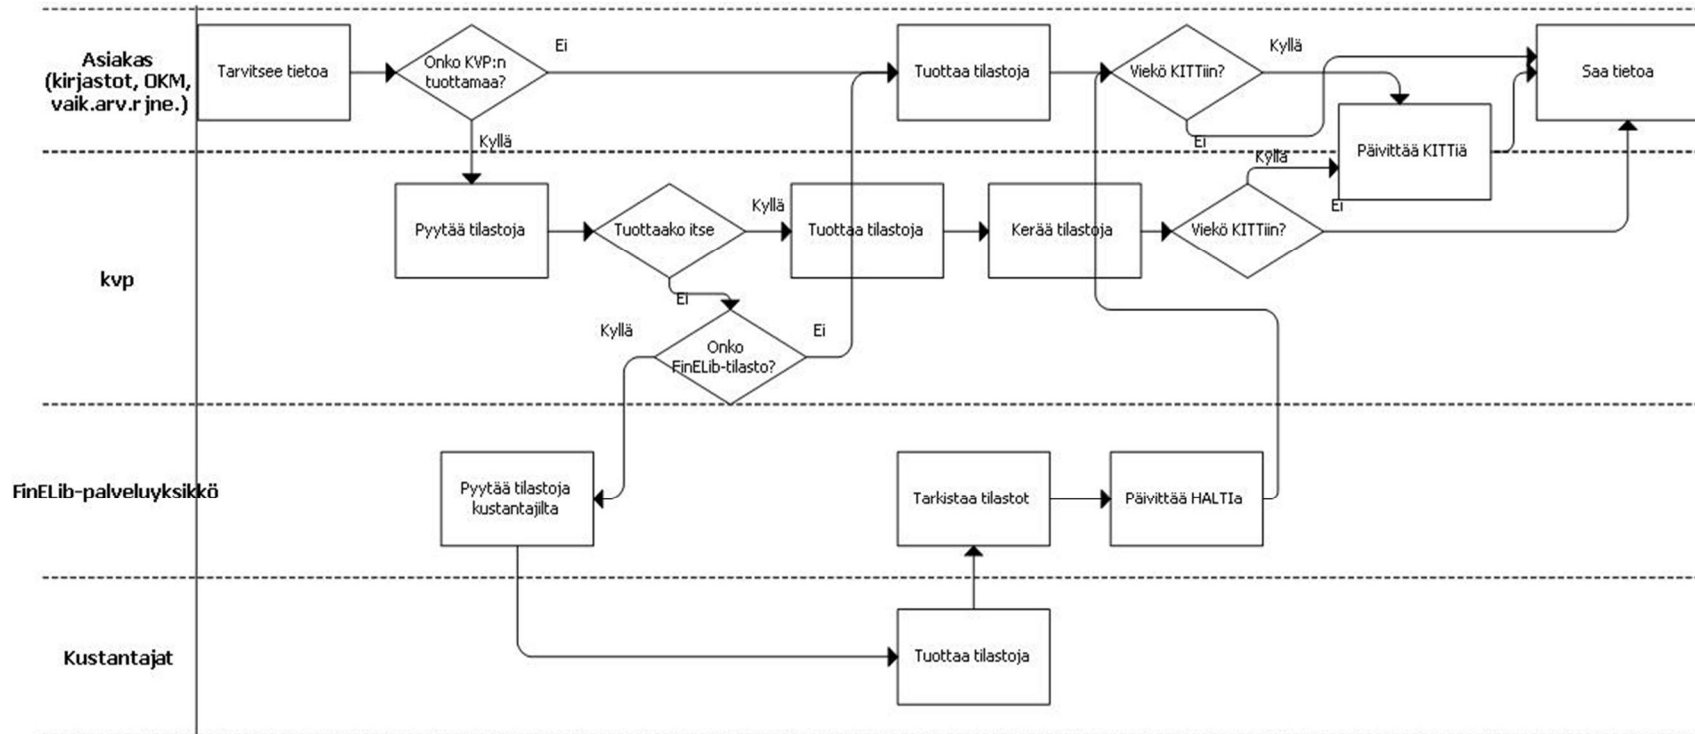 Asiakas
(kirjastot, OKM,
vaik.arv.r jne.)
Tarvitsee tietoa
Onko KVP:n
tuottamaa?
Ei
Kyllä
Tuottaa tilastoja
Viekö KITTiin?
Kyllä
Ei
Päivittää KITTiä
Saa tietoa
kvp
Pyytää tilastoja
Tuottaako itse
Kyllä
Ei
Tuottaa tilastoja
Kerää tilastoja
Viekö KITTiin?
Kyllä
Ei
Onko
FinELib-tilasto?
Kyllä
Ei
FinELib-palveluyksikkö
Pyytää tilastoja
kustantajilta
Tarkistaa tilastot
Päivittää HALTIa
Kustantajat
Tuottaa tilastoja